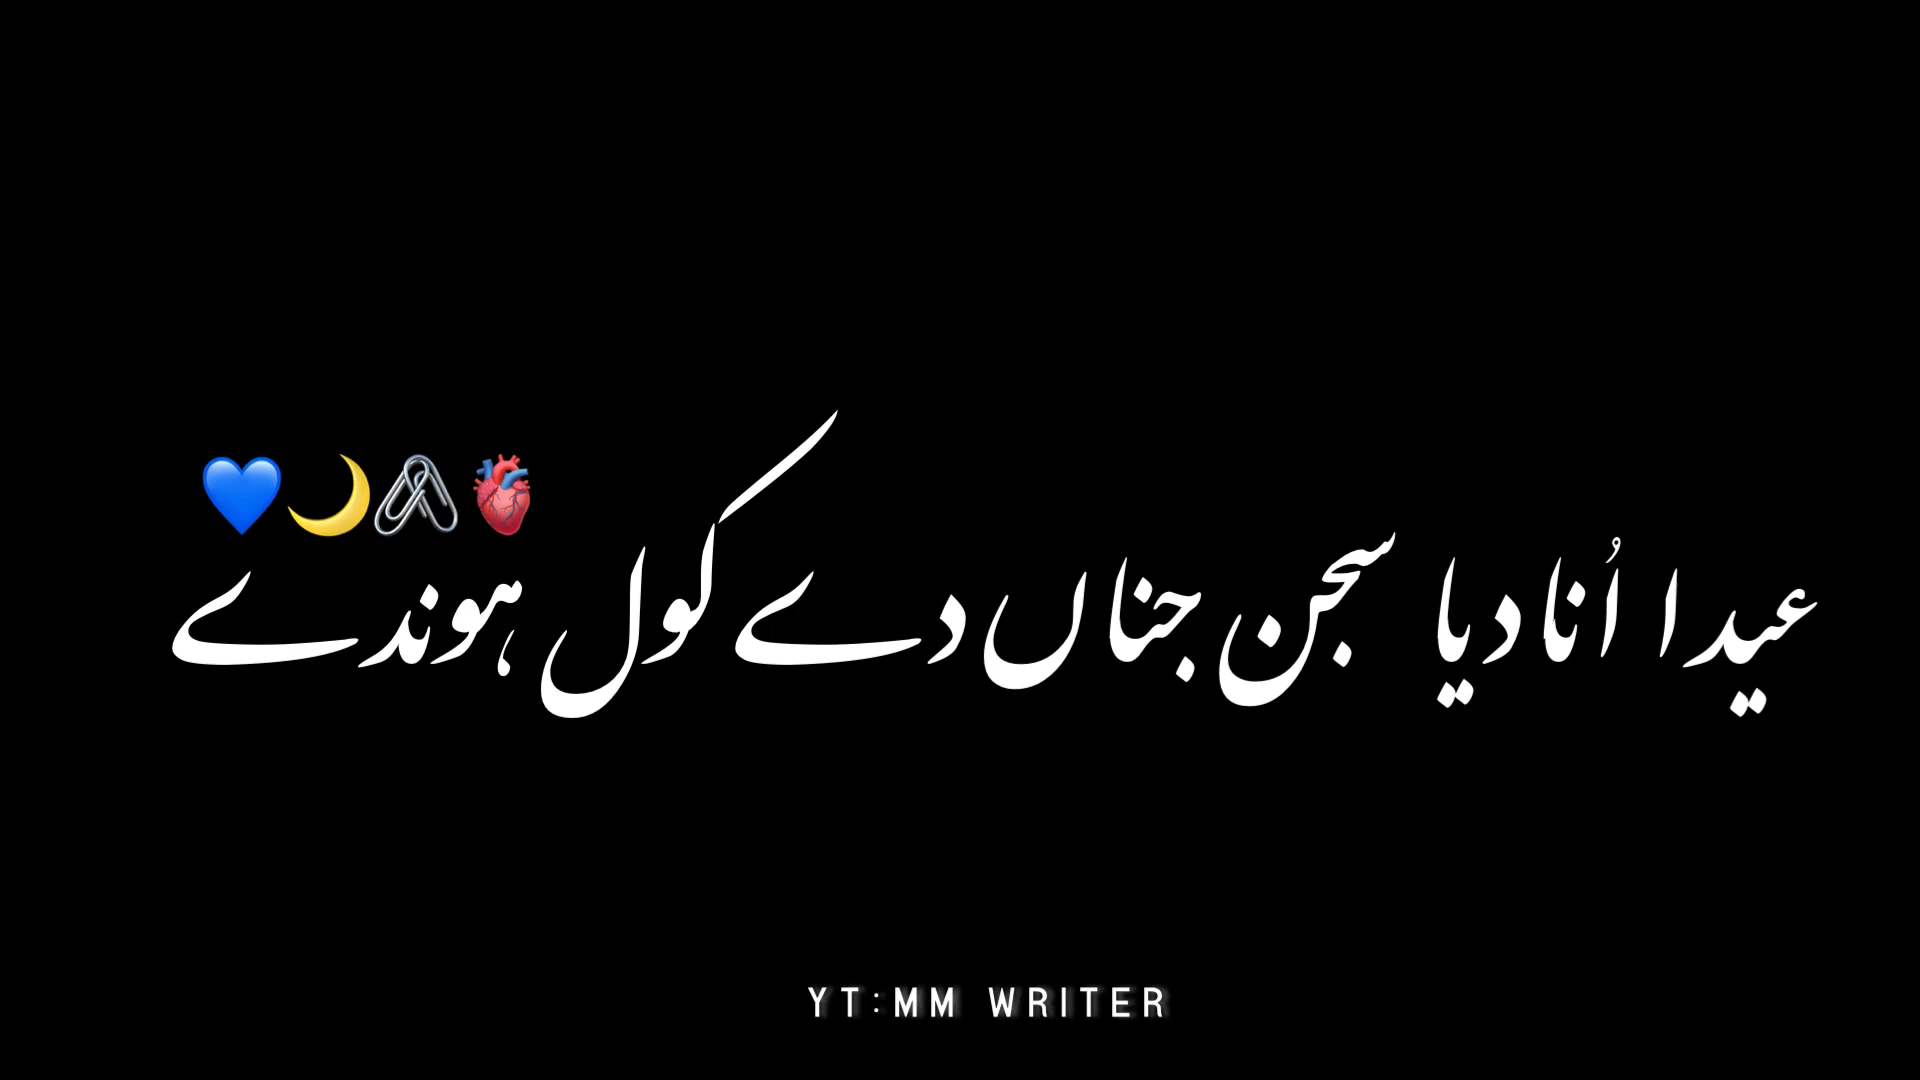 💙🌙🖇️🫀
عیدا اُنا دیا سجن جناں دے کول ہوندے
YT:MM WRITER